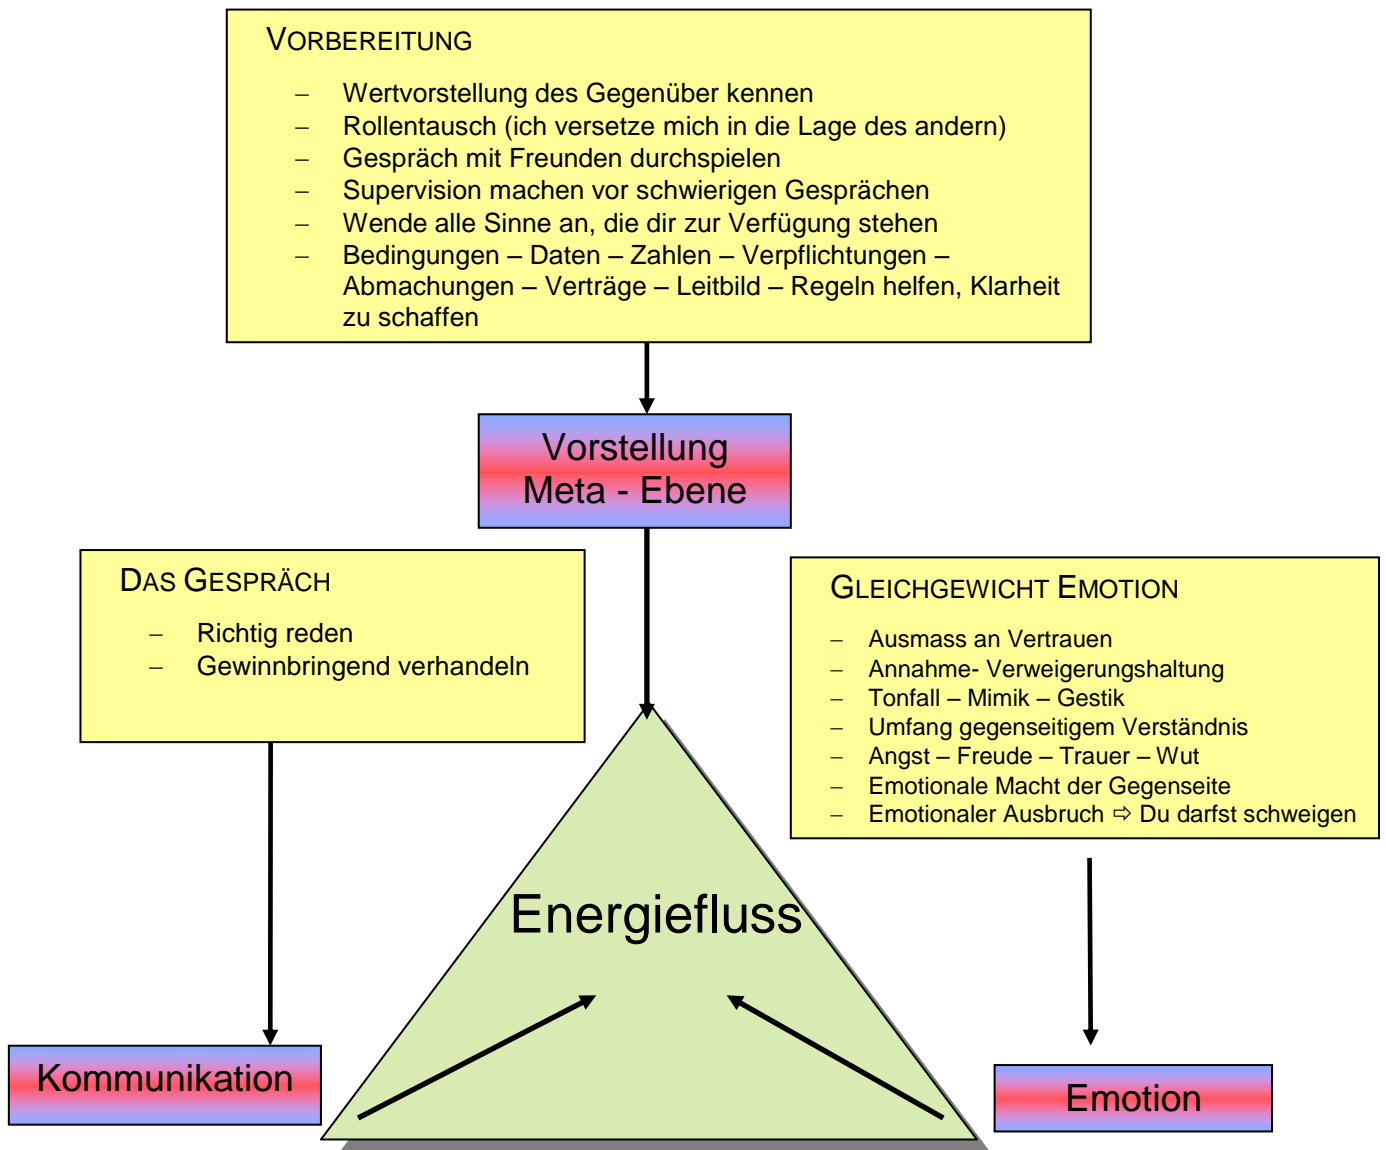 VORBEREITUNG
– Wertvorstellung des Gegenüber kennen
– Rollentausch (ich versetze mich in die Lage des andern)
– Gespräch mit Freunden durchspielen
– Supervision machen vor schwierigen Gesprächen
– Wende alle Sinne an, die dir zur Verfügung stehen
– Bedingungen – Daten – Zahlen – Verpflichtungen –
Abmachungen – Verträge – Leitbild – Regeln helfen, Klarheit
zu schaffen
Vorstellung
Meta - Ebene
DAS GESPRÄCH
– Richtig reden
– Gewinnbringend verhandeln
GLEICHGEWICHT EMOTION
– Ausmass an Vertrauen
– Annahme- Verweigerungshaltung
– Tonfall – Mimik – Gestik
– Umfang gegenseitigem Verständnis
– Angst – Freude – Trauer – Wut
– Emotionale Macht der Gegenseite
– Emotionaler Ausbruch ⇨ Du darfst schweigen
Energiefluss
Kommunikation
Emotion